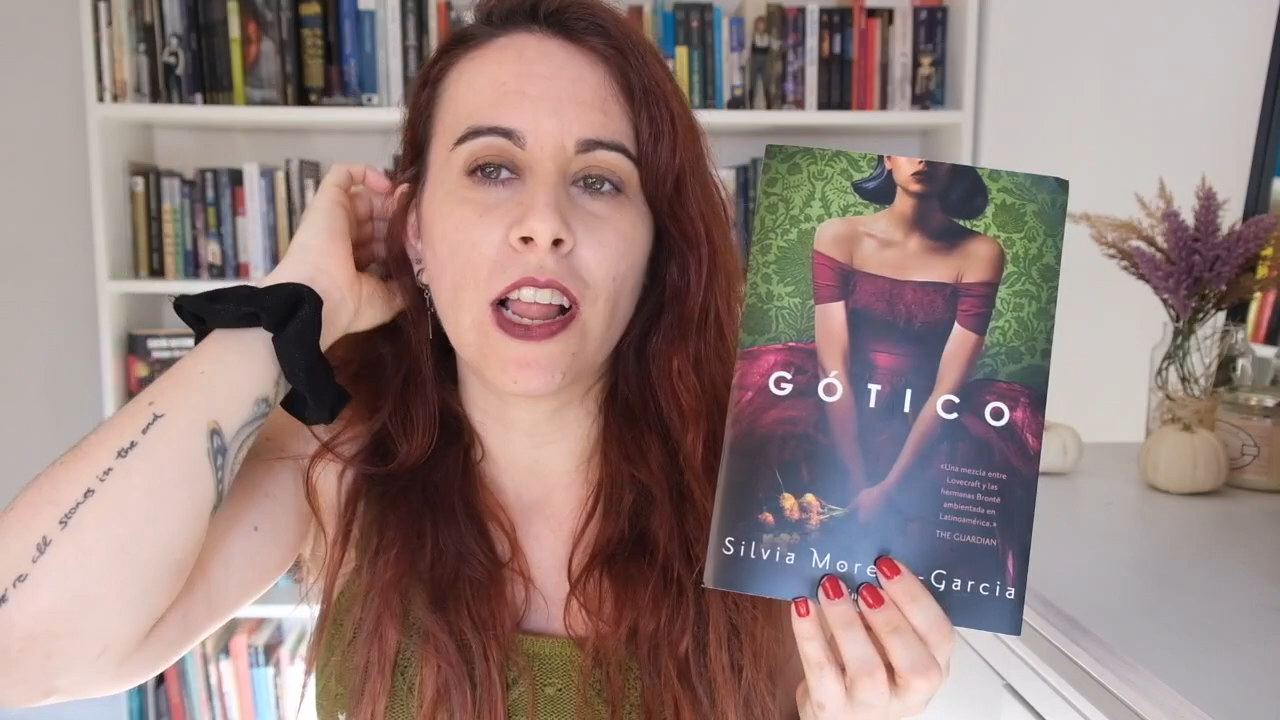 GÓTICO
«Una mezcla entre
Lovecraft y las
hermanas Brontë
ambientada en
Latinoamérica.»
THE GUARDIAN
Silvia More -Garcia
re all stories in the end